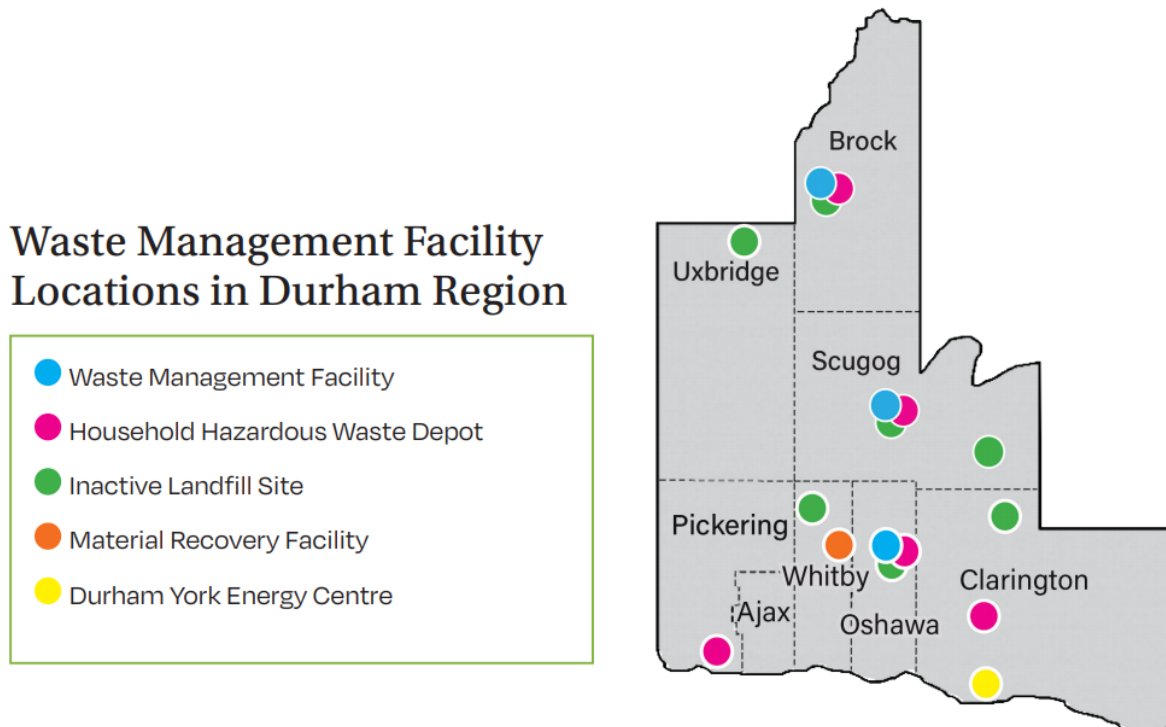 Waste Management Facility
Locations in Durham Region
Waste Management Facility
Household Hazardous Waste Depot
Inactive Landfill Site
Material Recovery Facility
Durham York Energy Centre
Brock
Uxbridge
Scugog
Pickering
Whitby
Clarington
Ajax
Oshawa